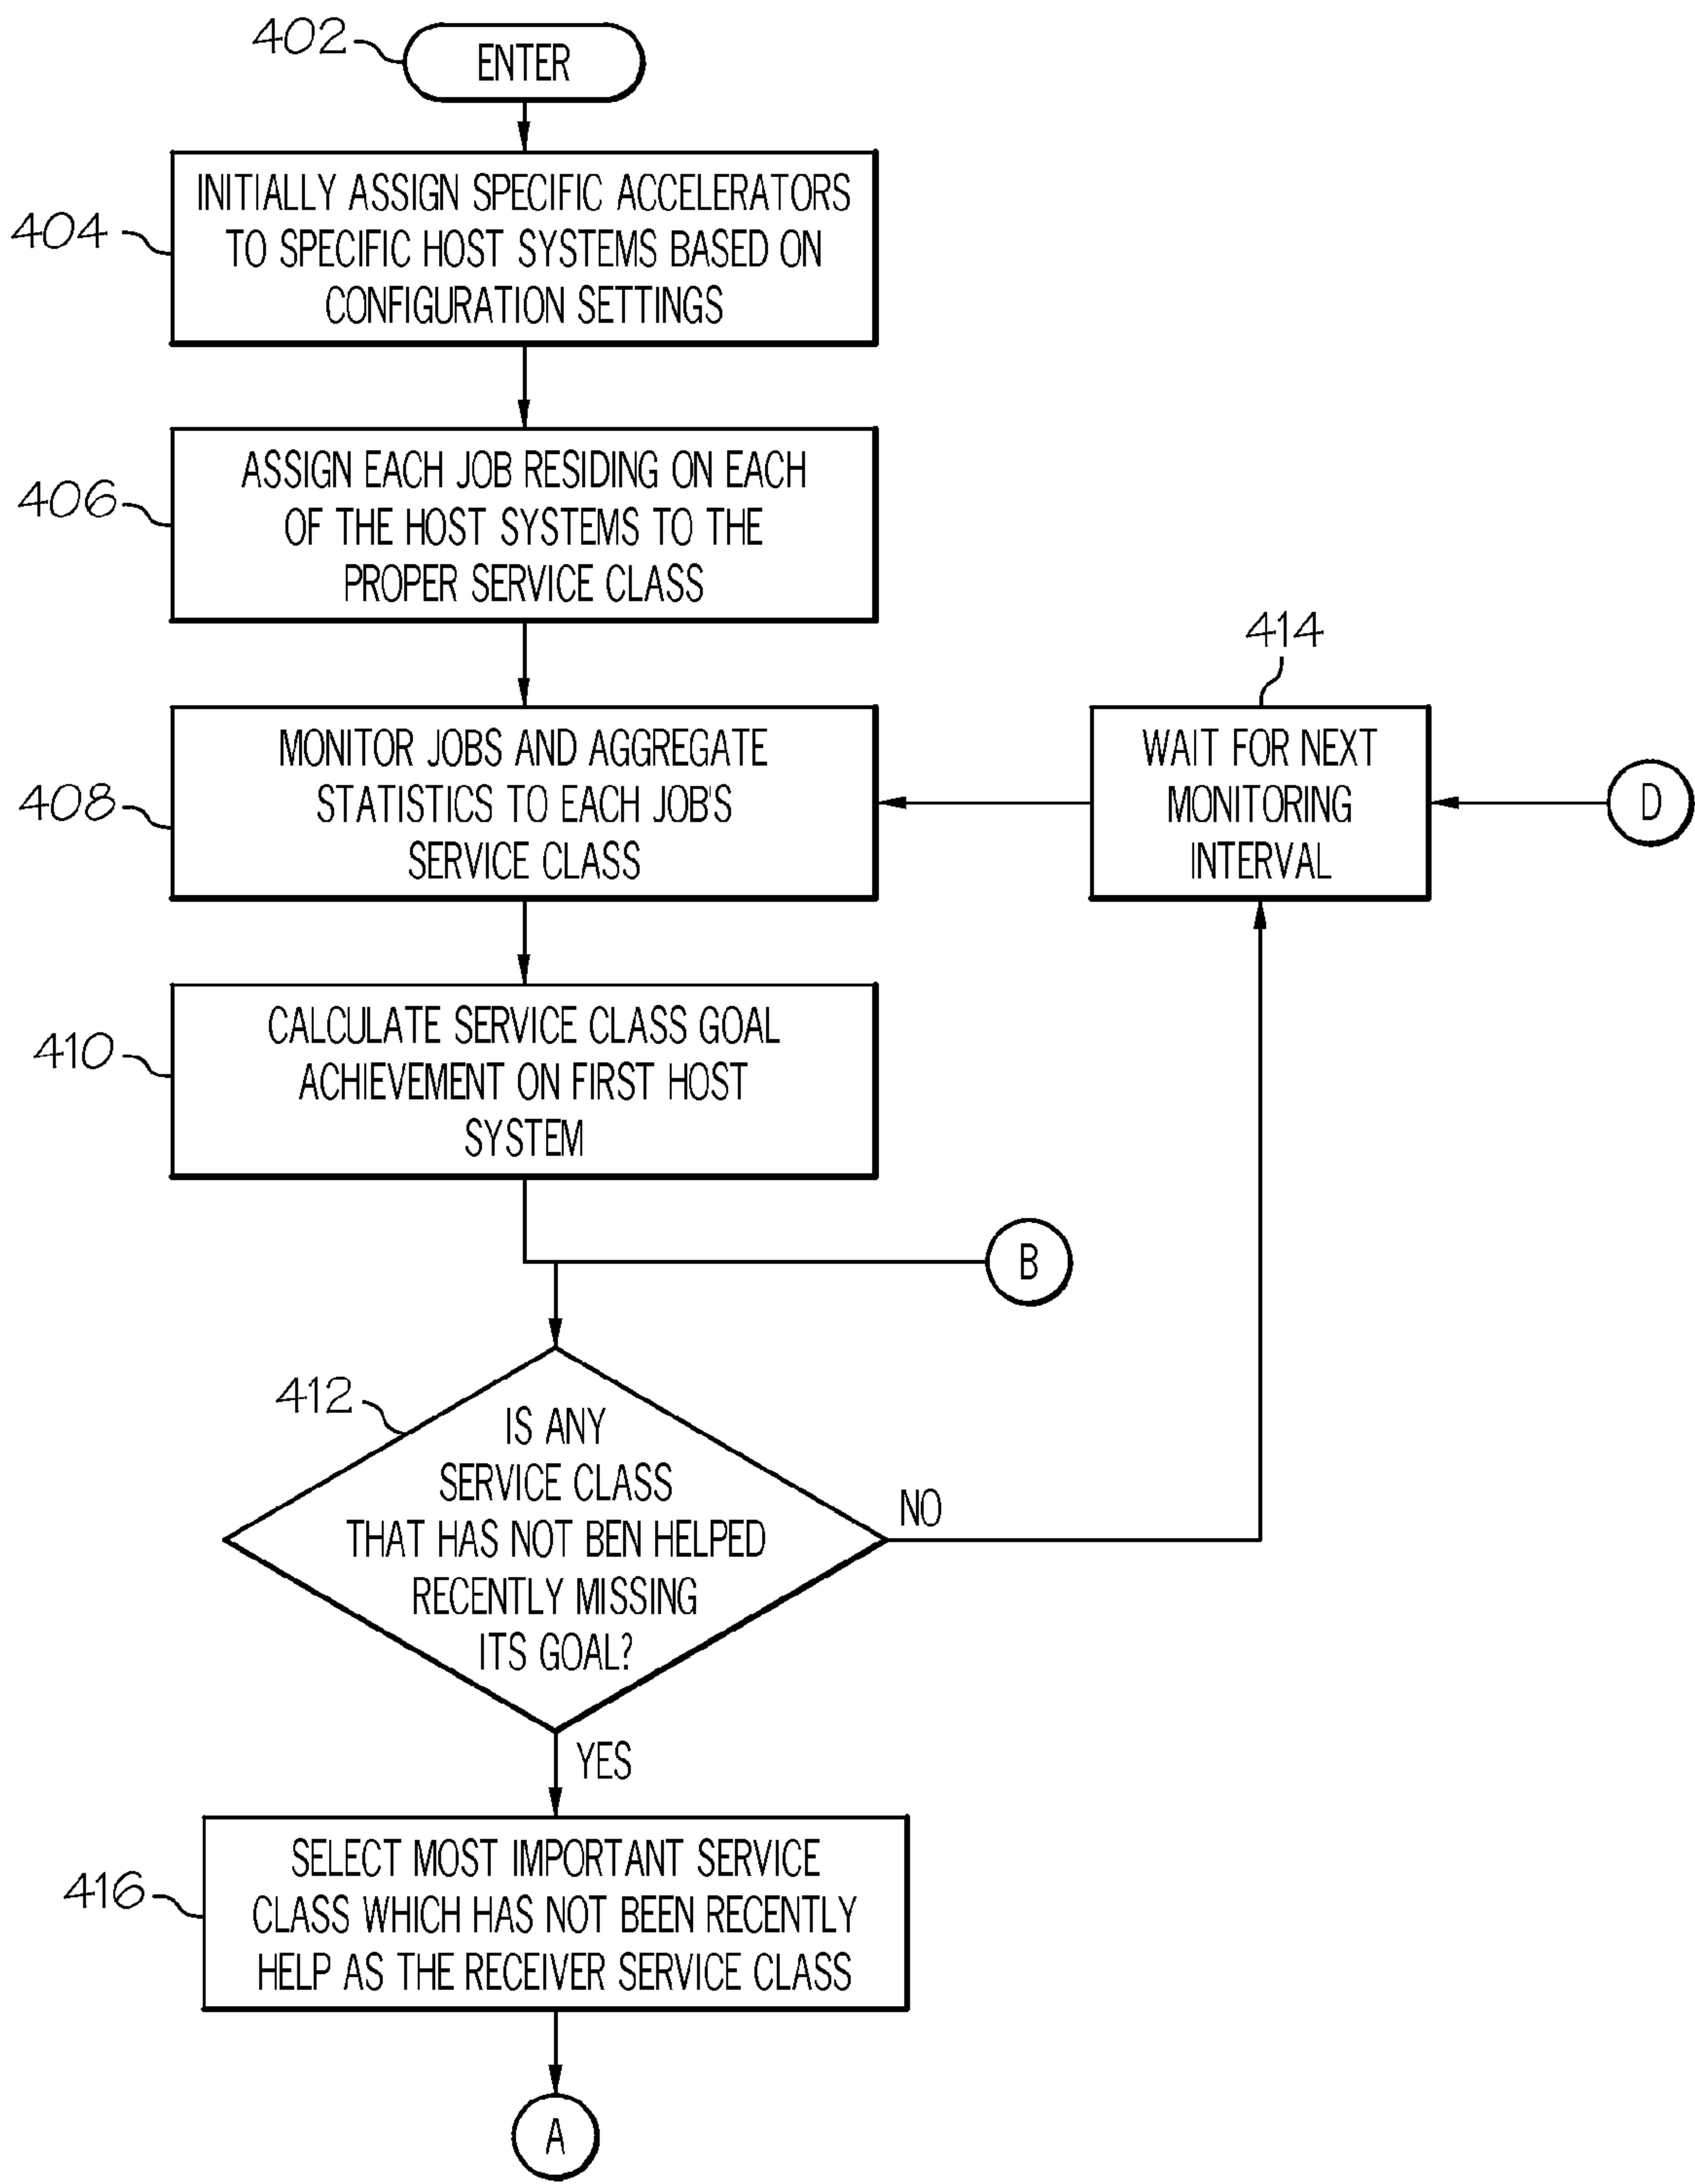 402
ENTER
404
INITIALLY ASSIGN SPECIFIC ACCELERATORS
TO SPECIFIC HOST SYSTEMS BASED ON
CONFIGURATION SETTINGS
406
ASSIGN EACH JOB RESIDING ON EACH
OF THE HOST SYSTEMS TO THE
PROPER SERVICE CLASS
408
MONITOR JOBS AND AGGREGATE
STATISTICS TO EACH JOB'S
SERVICE CLASS
414
WAIT FOR NEXT
MONITORING
INTERVAL
D
410
CALCULATE SERVICE CLASS GOAL
ACHIEVEMENT ON FIRST HOST
SYSTEM
B
412
IS ANY
SERVICE CLASS
THAT HAS NOT BEN HELPED
RECENTLY MISSING
ITS GOAL?
NO
YES
416
SELECT MOST IMPORTANT SERVICE
CLASS WHICH HAS NOT BEEN RECENTLY
HELP AS THE RECEIVER SERVICE CLASS
A